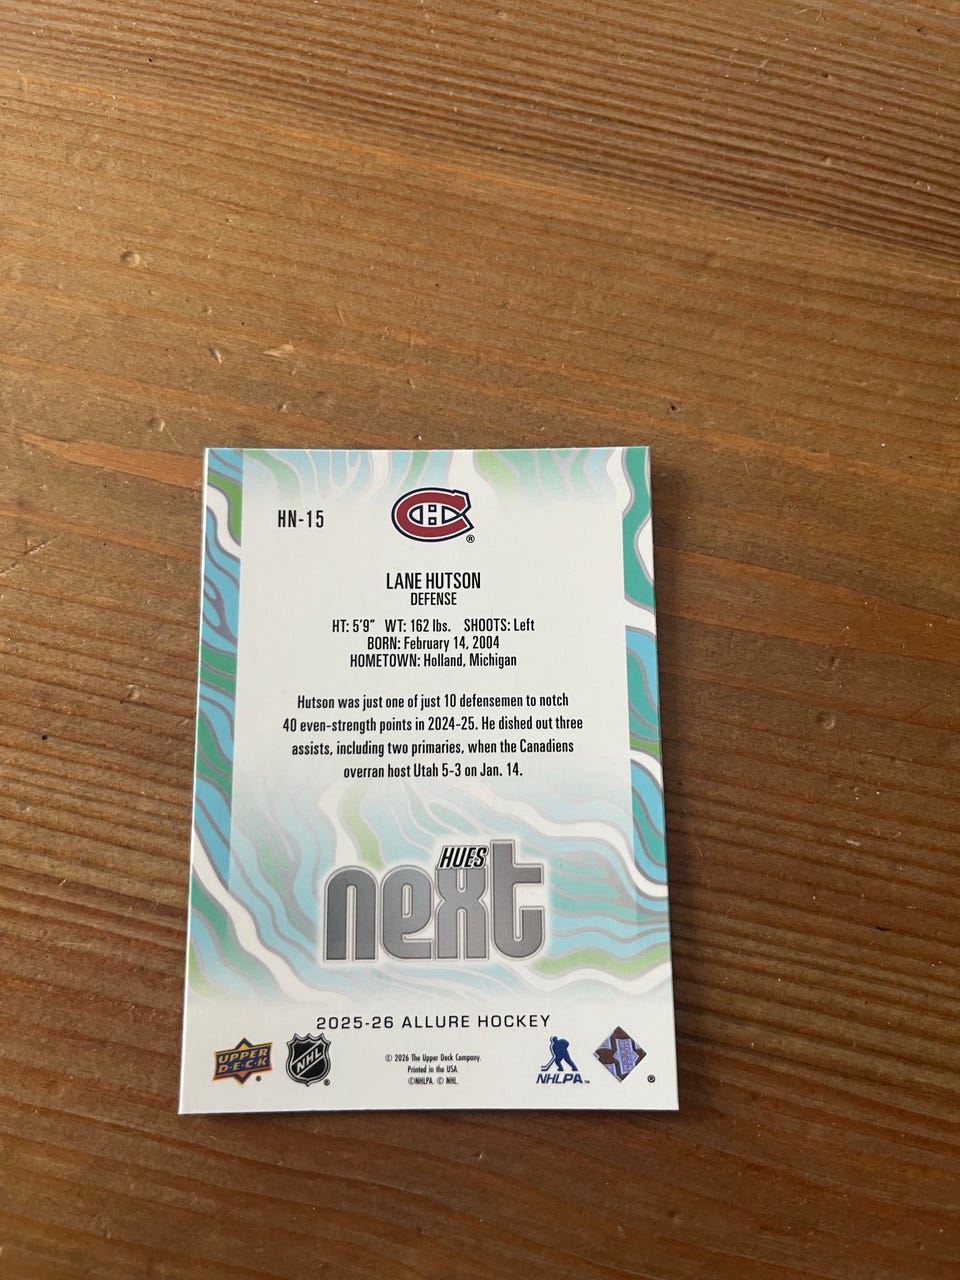 HN-15
LANE HUTSON
DEFENSE
HT: 5'9" WT: 162 lbs. SHOOTS: Left
BORN: February 14, 2004
HOMETOWN: Holland, Michigan
Hutson was just one of just 10 defensemen to notch
40 even-strength points in 2024-25. He dished out three
assists, including two primaries, when the Canadiens
overran host Utah 5-3 on Jan. 14.
HUES
next
2025-26 ALLURE HOCKEY
UPPER
D·E·C·K
®
NHL
®
© 2026 The Upper Deck Company.
Printed in the USA.
©NHLPA. © NHL.
NHLPA™
®